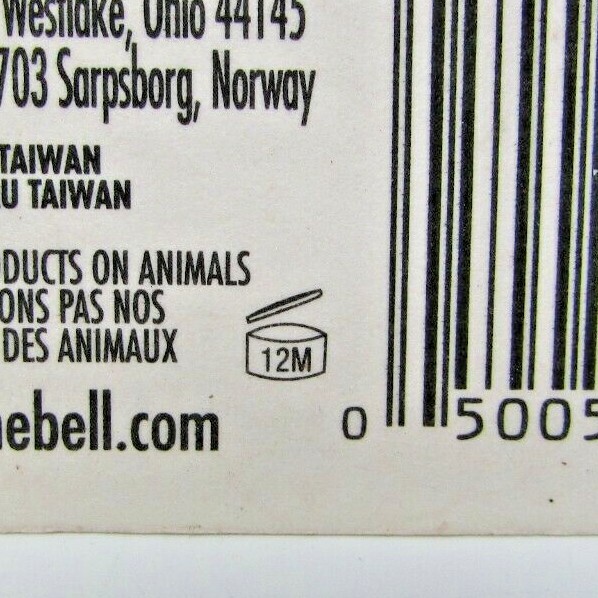 Westlake, Ohio 44145
703 Sarpsborg, Norway
TAIWAN
U TAIWAN
DUCTS ON ANIMALS
ONS PAS NOS
DES ANIMAUX
12M
ebell.com
0 5005